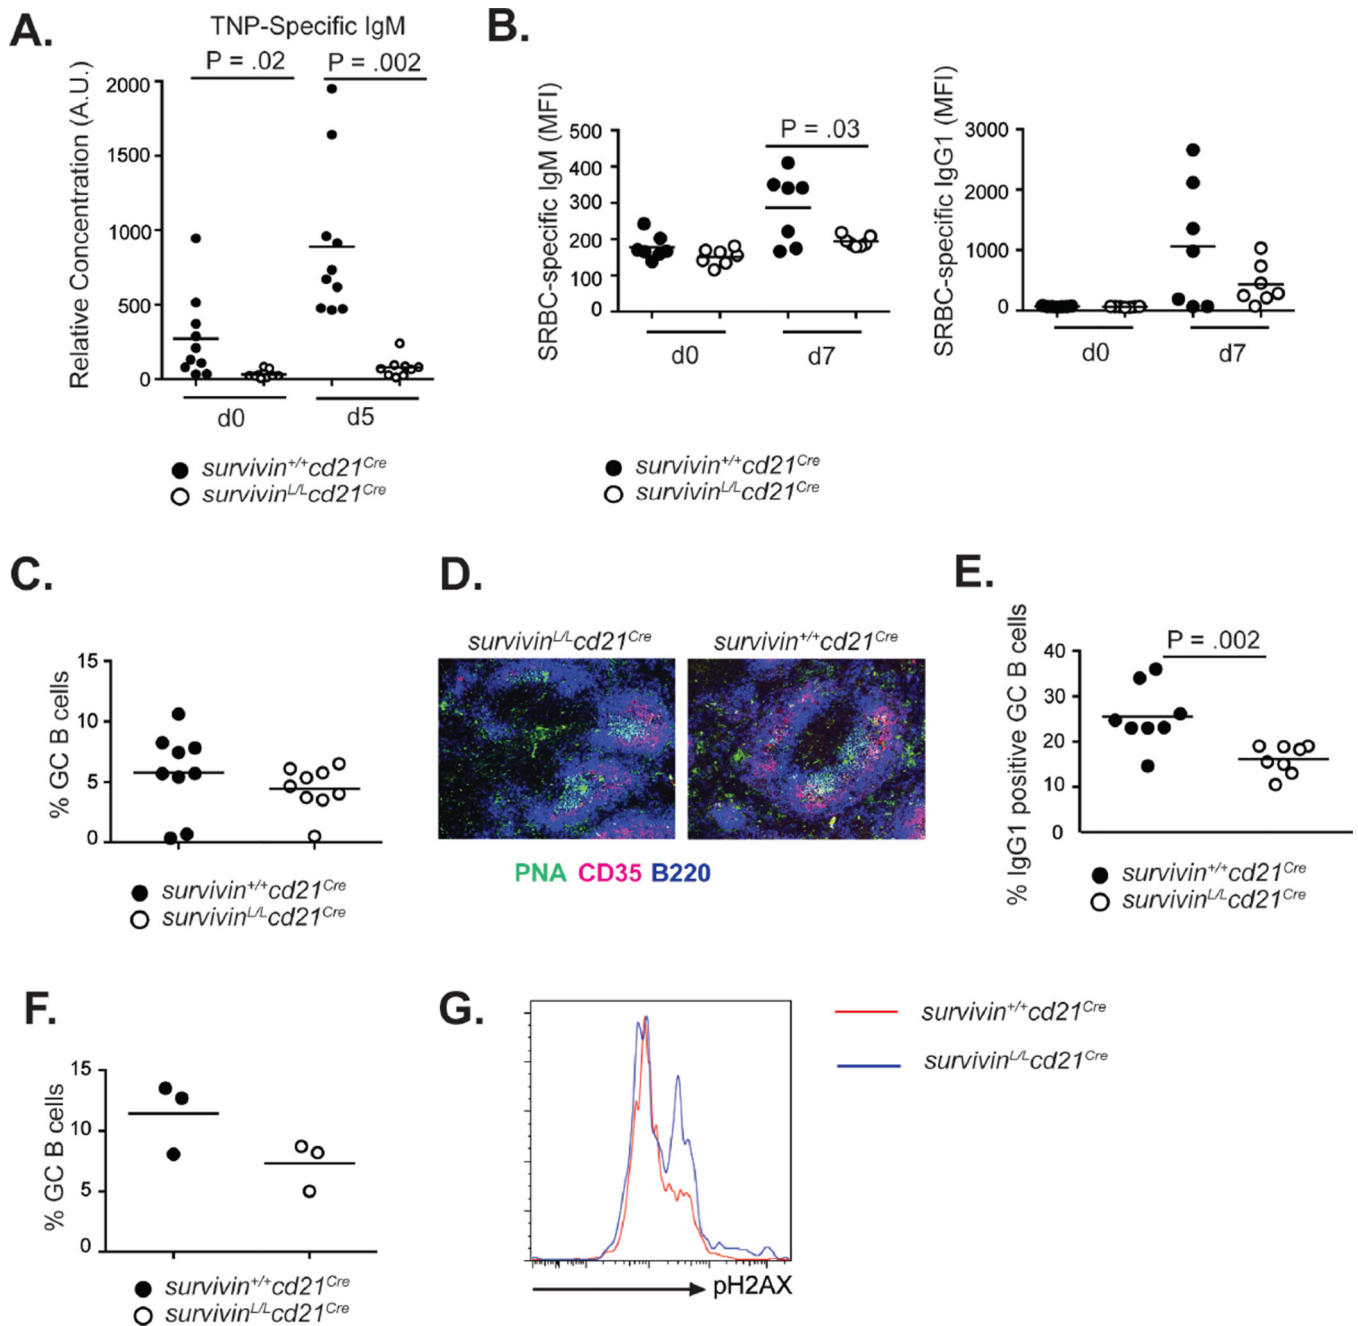 A.
TNP-Specific IgM
P = .02
P = .002
Relative Concentration (A.U.)
2000
1500
1000
500
0
d0
d5
survivin+/+cd21Cre
survivinL/Lcd21Cre
B.
SRBC-specific IgM (MFI)
500
400
300
200
100
0
P = .03
d0
d7
SRBC-specific IgG1 (MFI)
3000
2000
1000
0
d0
d7
survivin+/+cd21Cre
survivinL/Lcd21Cre
C.
% GC B cells
15
10
5
0
survivin+/+cd21Cre
survivinL/Lcd21Cre
D.
survivinL/Lcd21Cre
survivin+/+cd21Cre
PNA CD35 B220
E.
% IgG1 positive GC B cells
40
30
20
10
0
P = .002
survivin+/+cd21Cre
survivinL/Lcd21Cre
F.
% GC B cells
15
10
5
0
survivin+/+cd21Cre
survivinL/Lcd21Cre
G.
pH2AX
survivin+/+cd21Cre
survivinL/Lcd21Cre